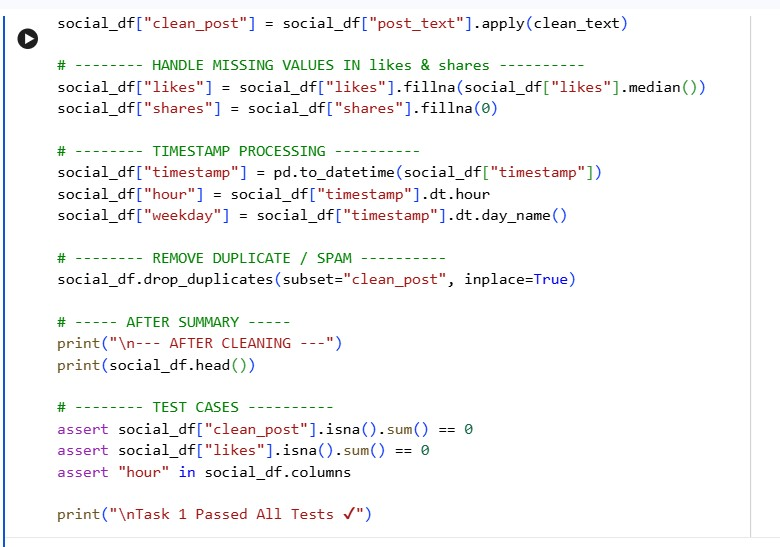 social_df["clean_post"] = social_df["post_text"].apply(clean_text)
# -------- HANDLE MISSING VALUES IN likes & shares ----------
social_df["likes"] = social_df["likes"].fillna(social_df["likes"].median())
social_df["shares"] = social_df["shares"].fillna(0)
# -------- TIMESTAMP PROCESSING ----------
social_df["timestamp"] = pd.to_datetime(social_df["timestamp"])
social_df["hour"] = social_df["timestamp"].dt.hour
social_df["weekday"] = social_df["timestamp"].dt.day_name()
# -------- REMOVE DUPLICATE / SPAM ----------
social_df.drop_duplicates(subset="clean_post", inplace=True)
# ----- AFTER SUMMARY -----
print("\n--- AFTER CLEANING ---")
print(social_df.head())
# -------- TEST CASES ----------
assert social_df["clean_post"].isna().sum() == 0
assert social_df["likes"].isna().sum() == 0
assert "hour" in social_df.columns
print("\nTask 1 Passed All Tests ✓")